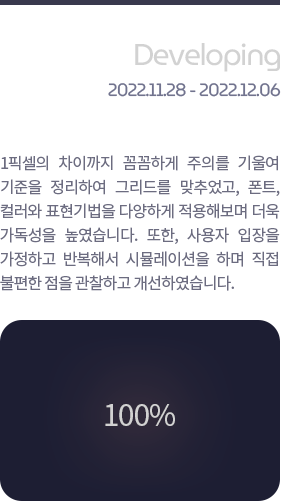 Developing
2022.11.28 - 2022.12.06
1픽셀의 차이까지 꼼꼼하게 주의를 기울여
기준을 정리하여 그리드를 맞추었고, 폰트,
컬러와 표현기법을 다양하게 적용해보며 더욱
가독성을 높였습니다. 또한, 사용자 입장을
가정하고 반복해서 시뮬레이션을 하며 직접
불편한 점을 관찰하고 개선하였습니다.
100%